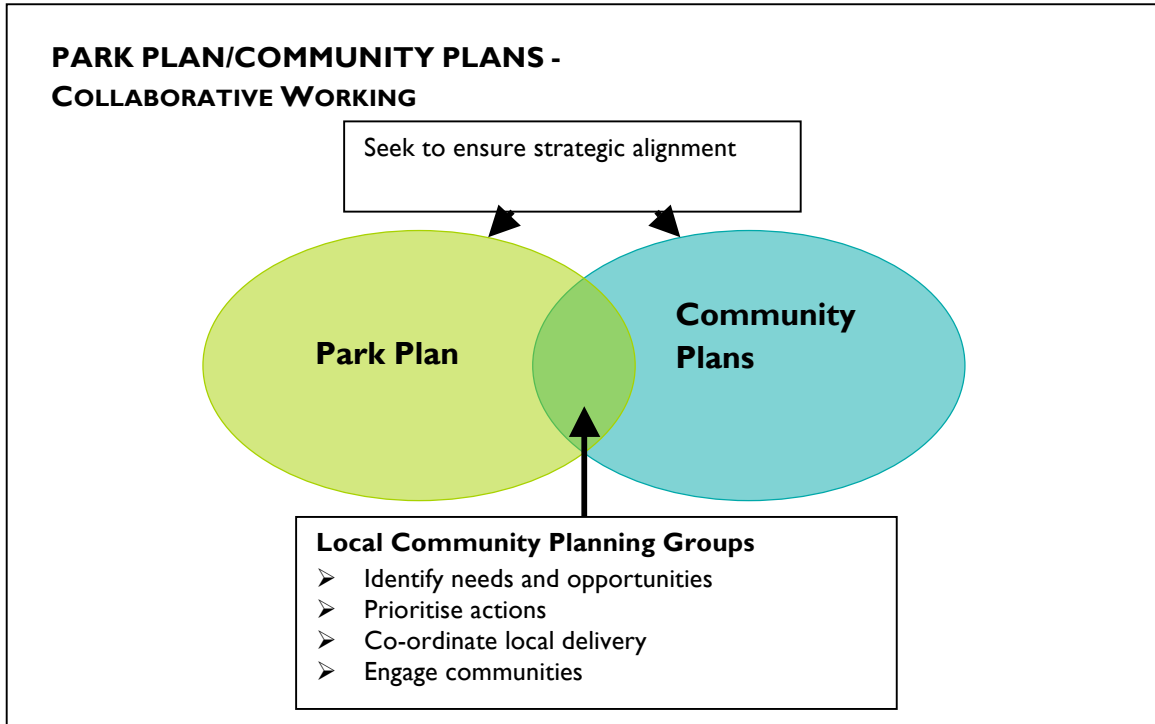 PARK PLAN/COMMUNITY PLANS -
COLLABORATIVE WORKING
Seek to ensure strategic alignment
Park Plan
Community
Plans
Local Community Planning Groups
➢ Identify needs and opportunities
➢ Prioritise actions
➢ Co-ordinate local delivery
➢ Engage communities